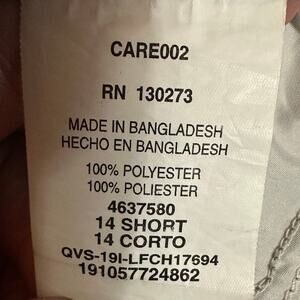 CARE002
RN 130273
MADE IN BANGLADESH
HECHO EN BANGLADESH
100% POLYESTER
100% POLIESTER
4637580
14 SHORT
14 CORTO
QVS-19I-LFCH17694
191057724862